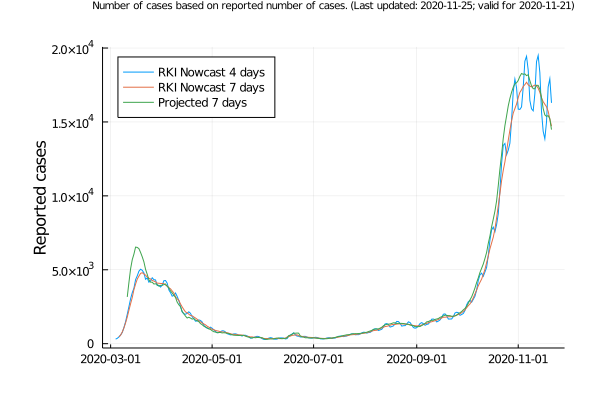 Number of cases based on reported number of cases. (Last updated: 2020-11-25; valid for 2020-11-21)
2.0×10⁴
RKI Nowcast 4 days
RKI Nowcast 7 days
Projected 7 days
1.5×10⁴
Reported cases
1.0×10⁴
5.0×10³
0
2020-03-01 2020-05-01 2020-07-01 2020-09-01 2020-11-01